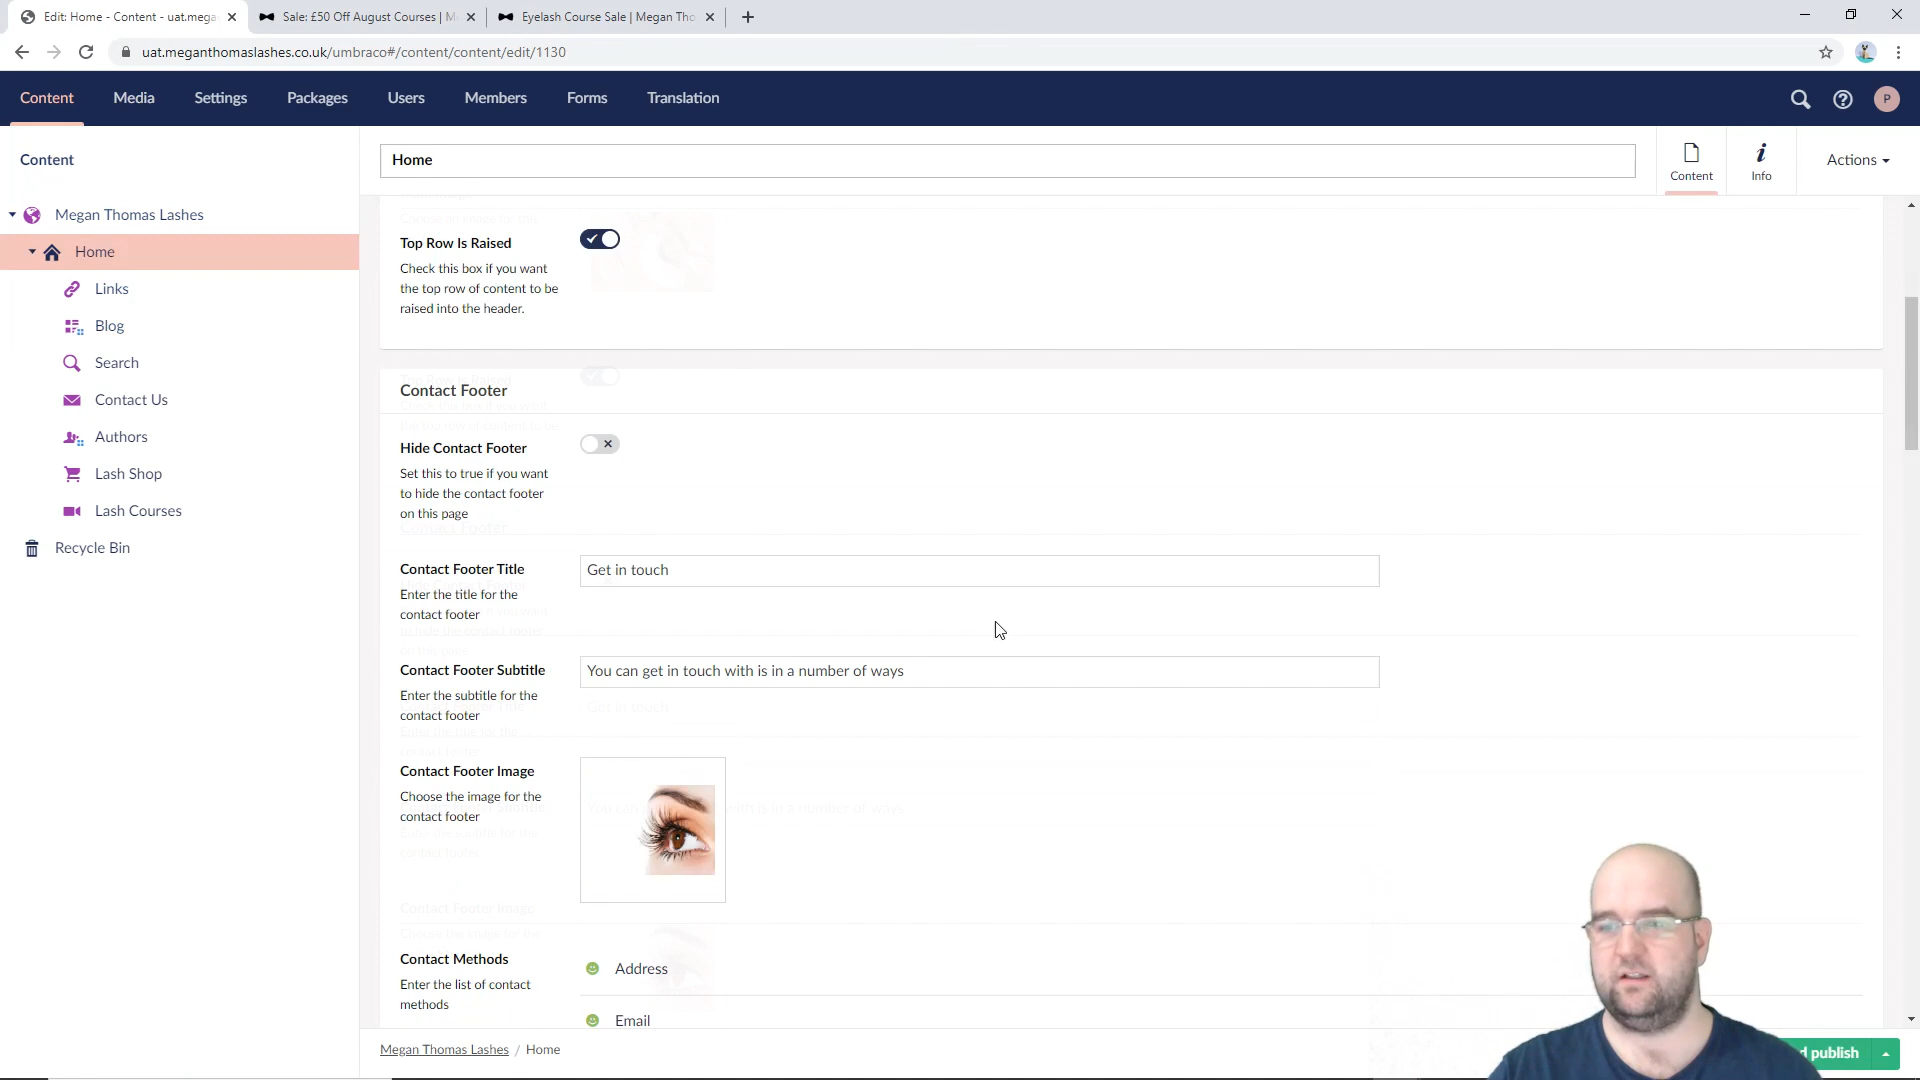 Edit: Home - Content - uat.mega
Sale: £50 Off August Courses | M
Eyelash Course Sale | Megan Tho
uat.meganthomaslashes.co.uk/umbraco#/content/content/edit/1130
Content
Media
Settings
Packages
Users
Members
Forms
Translation
P
Content
Home
Content
Info
Actions
Megan Thomas Lashes
Home
Links
Blog
Search
Contact Us
Authors
Lash Shop
Lash Courses
Recycle Bin
Top Row Is Raised
Check this box if you want
the top row of content to be
raised into the header.
Contact Footer
Hide Contact Footer
Set this to true if you want
to hide the contact footer
on this page
Contact Footer Title
Enter the title for the
contact footer
Get in touch
Contact Footer Subtitle
Enter the subtitle for the
contact footer
You can get in touch with is in a number of ways
Contact Footer Image
Choose the image for the
contact footer
Contact Methods
Enter the list of contact
methods
Address
Email
Megan Thomas Lashes / Home
publish